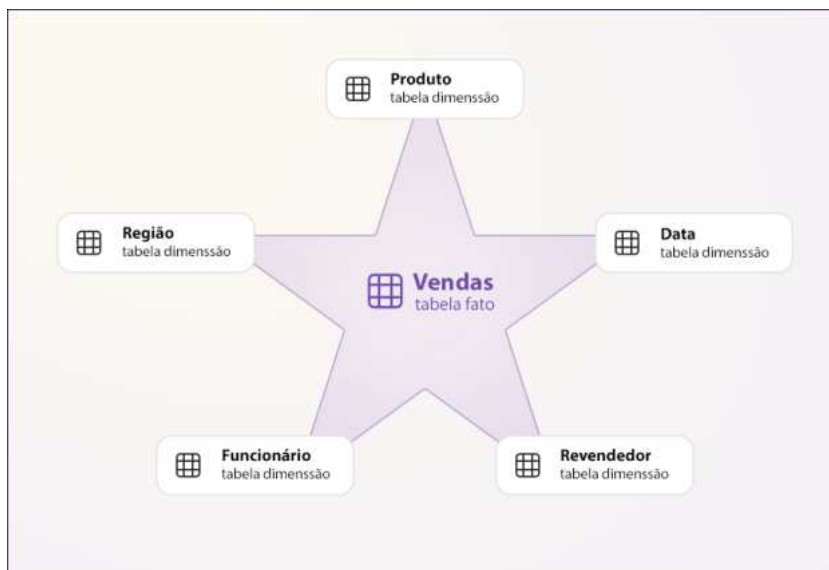 Produto
tabela dimenssão
Região
tabela dimenssão
Data
tabela dimenssão
Vendas
tabela fato
Funcionário
tabela dimenssão
Revendedor
tabela dimenssão